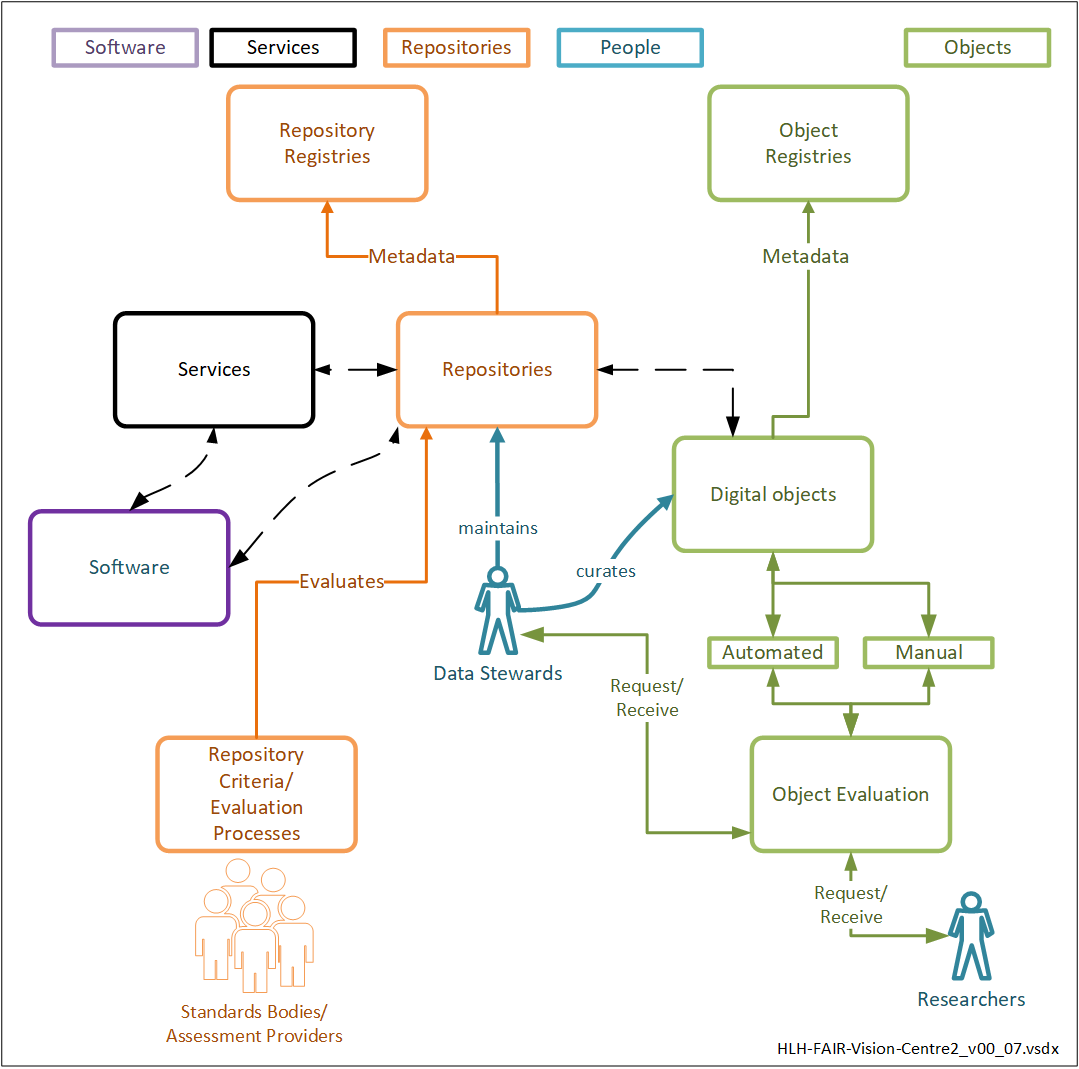 Software
Services
Repositories
People
Objects
Repository
Registries
Object
Registries
Metadata
Metadata
Services
Repositories
Digital objects
maintains
Software
curates
Evaluates
Automated
Manual
Data Stewards
Request/
Receive
Repository
Criteria/
Evaluation
Processes
Object Evaluation
Request/
Receive
Researchers
Standards Bodies/
Assessment Providers
HLH-FAIR-Vision-Centre2_v00_07.vsdx